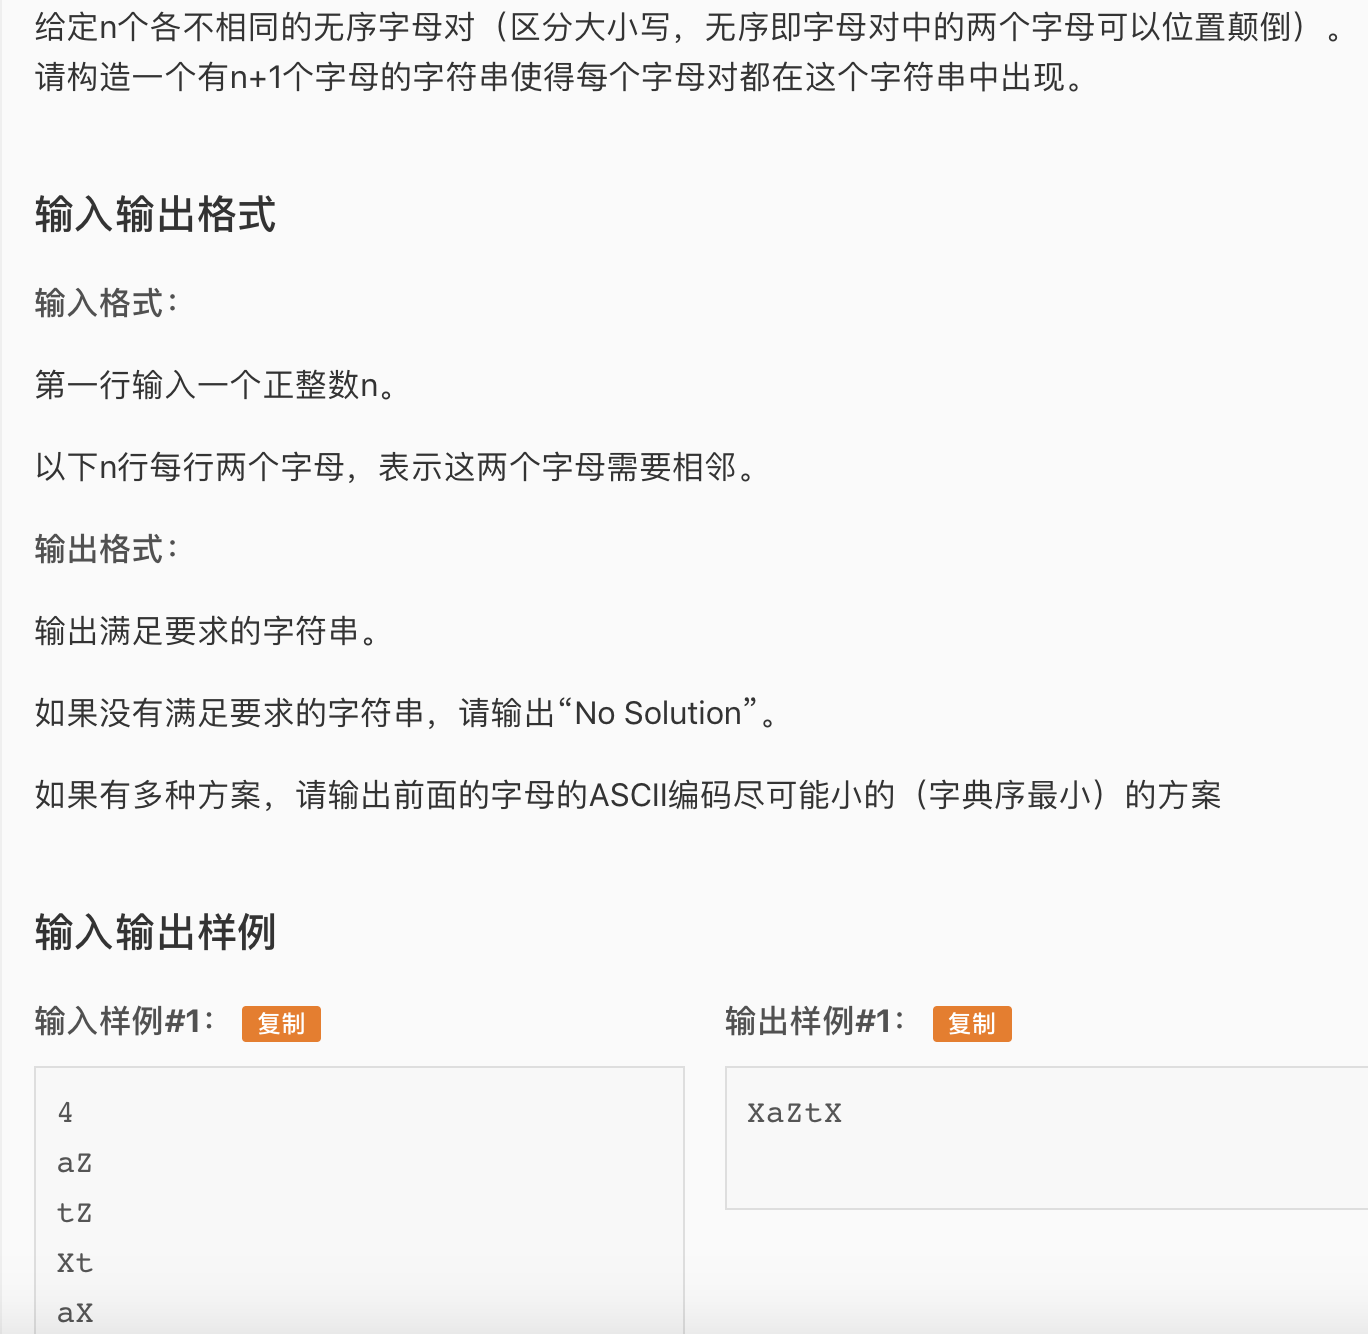 给定n个各不相同的无序字母对（区分大小写，无序即字母对中的两个字母可以位置颠倒）。
请构造一个有n+1个字母的字符串使得每个字母对都在这个字符串中出现。
输入输出格式
输入格式：
第一行输入一个正整数n。
以下n行每行两个字母，表示这两个字母需要相邻。
输出格式：
输出满足要求的字符串。
如果没有满足要求的字符串，请输出“No Solution”。
如果有多种方案，请输出前面的字母的ASCII编码尽可能小的（字典序最小）的方案
输入输出样例
输入样例#1： 复制
4
aZ
tZ
Xt
aX
输出样例#1： 复制
XaZtX